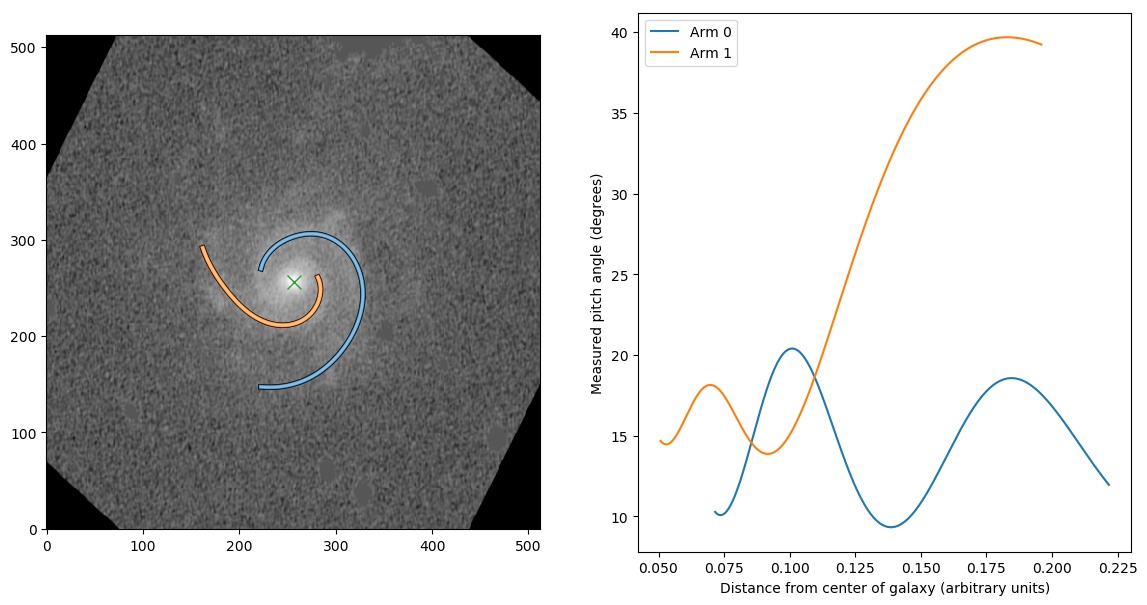 500
400
300
200
100
0
0 100 200 300 400 500
Arm 0
Arm 1
Measured pitch angle (degrees)
40
35
30
25
20
15
10
0.050 0.075 0.100 0.125 0.150 0.175 0.200 0.225
Distance from center of galaxy (arbitrary units)